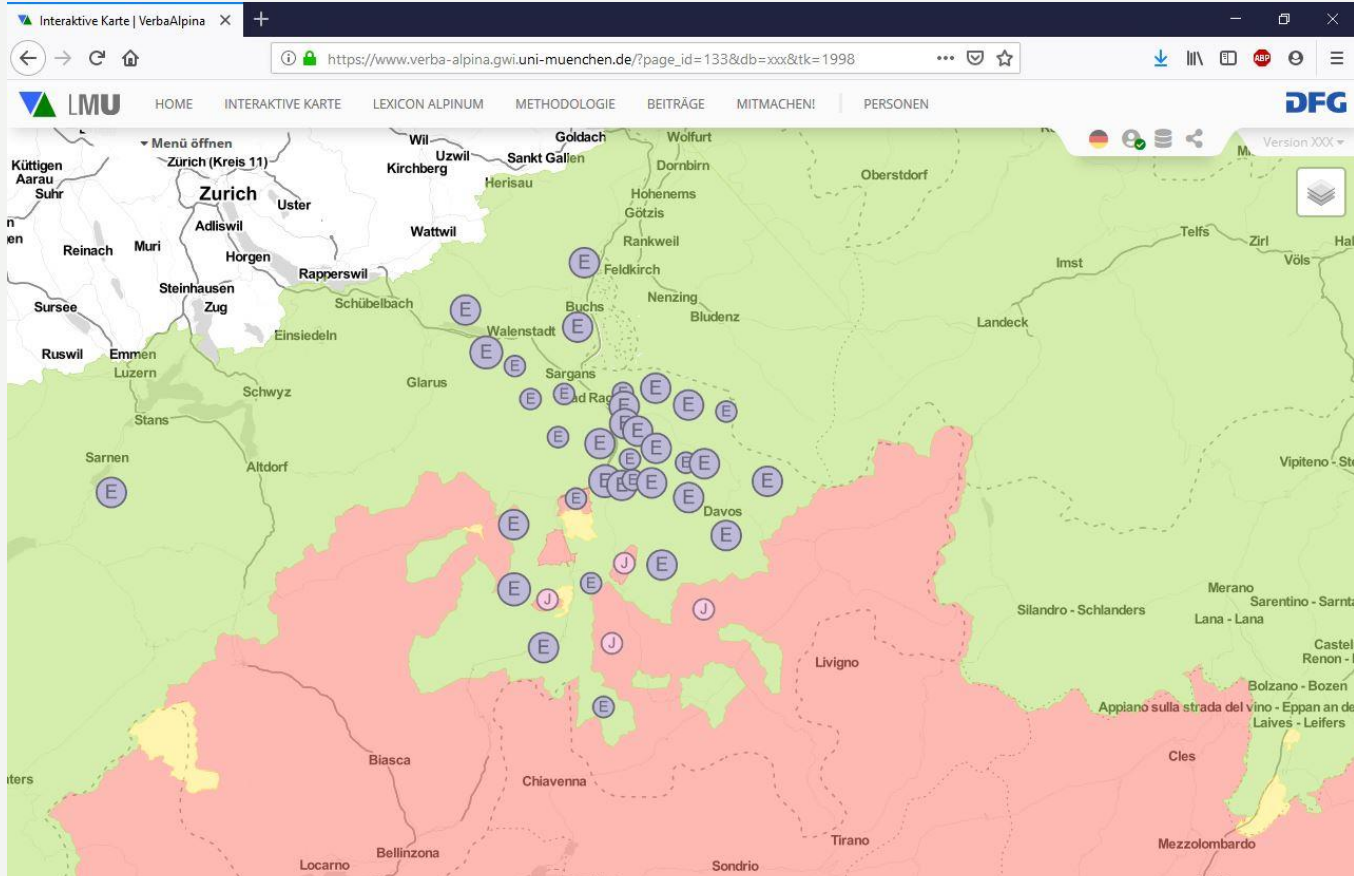 Interaktive Karte | VerbaAlpina
https://www.verba-alpina.gwi.uni-muenchen.de/?page_id=133&db=xxx&tk=1998
ABP
LMU HOME INTERAKTIVE KARTE LEXICON ALPINUM METHODOLOGIE BEITRÄGE MITMACHEN! PERSONEN DFG
Menü öffnen
Version XXX
Wil
Goldach
Wolfurt
Küttigen
Aarau
Suhr
Zürich (Kreis 11)
Uzwil
Kirchberg
Sankt Gallen
Dornbirn
Oberstdorf
Herisau
Zurich
Uster
Hohenems
Götzis
Adliswil
Wattwil
Rankweil
Telfs
Zirl
Hal
Reinach
Muri
Horgen
Völs
Imst
E
Feldkirch
Rapperswil
Steinhausen
Schübelbach
Nenzing
Sursee
Zug
E
Buchs
Bludenz
Landeck
E
Walenstadt
Einsiedeln
Ruswil
Emmen
Luzern
E
E
Sargans
Glarus
Schwyz
E
E
ad Rag
E
E
E
E
E
Stans
E
E
E
E
E
Sarnen
Altdorf
E
E
E
Vipiteno - Ste
E
E
E
E
E
E
E
E
E
Davos
E
E
J
E
E
E
J
J
Merano
Sarentino - Sarnta
Silandro - Schlanders
Lana - Lana
E
J
Livigno
Castel
Renon -
Bolzano - Bozen
E
Appiano sulla strada del vino - Eppan an de
Laives - Leifers
Biasca
Cles
Chiavenna
Tirano
Mezzolombardo
Bellinzona
Locarno
Sondrio